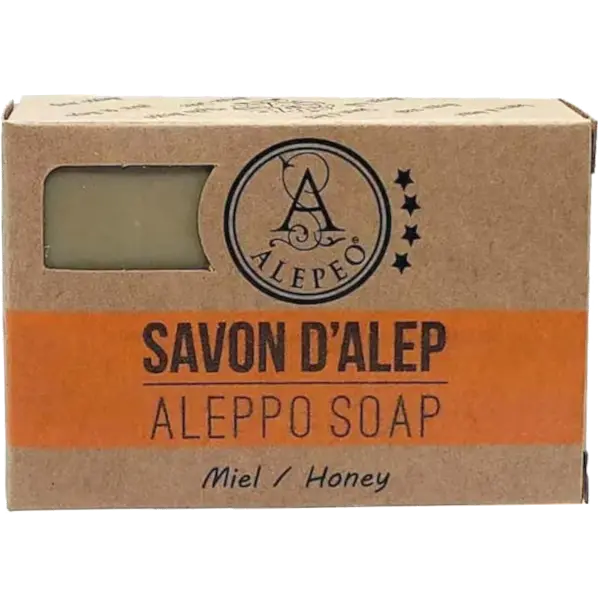 A
ALEPEO®
SAVON D'ALEP
ALEPPO SOAP
Miel / Honey